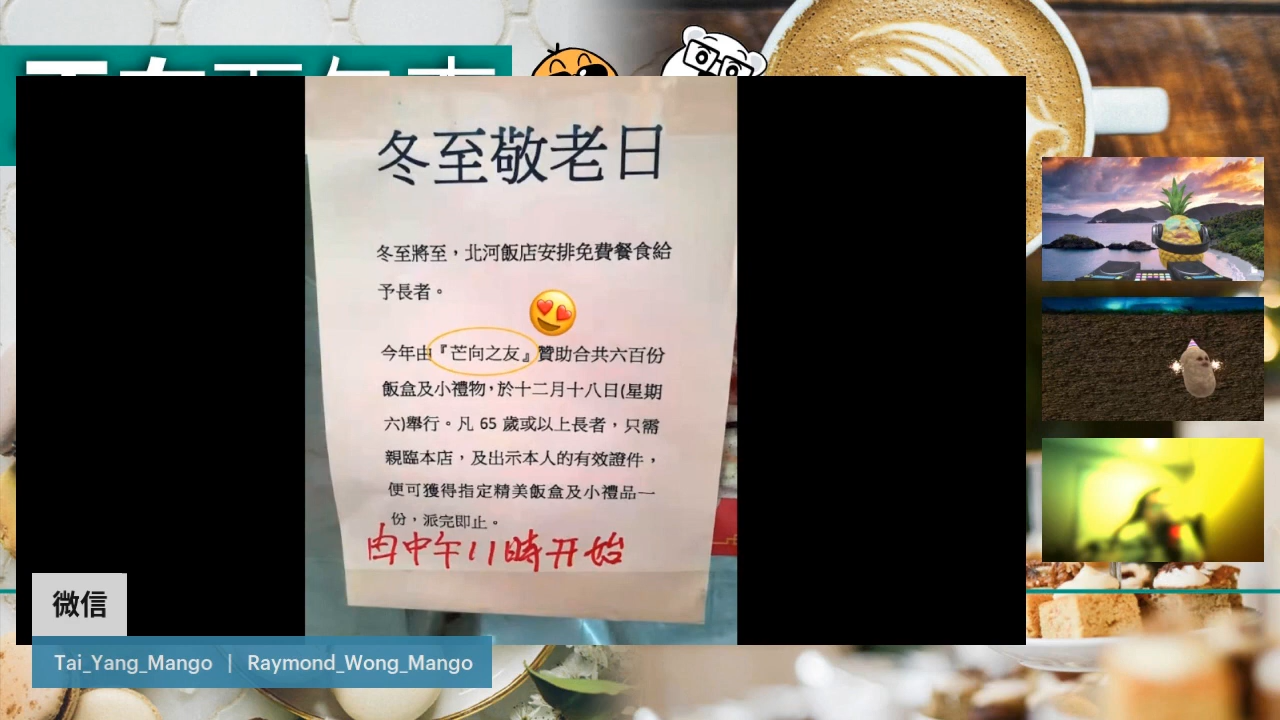 冬至敬老日
冬至將至，北河飯店安排免費餐食給
予長者。
今年由『芒向之友』贊助合共六百份
飯盒及小禮物，於十二月十八日(星期
六)舉行。凡 65 歲或以上長者，只需
親臨本店，及出示本人的有效證件，
便可獲得指定精美飯盒及小禮品一
份，派完即止。
由中午11時开始
微信
Tai_Yang_Mango | Raymond_Wong_Mango